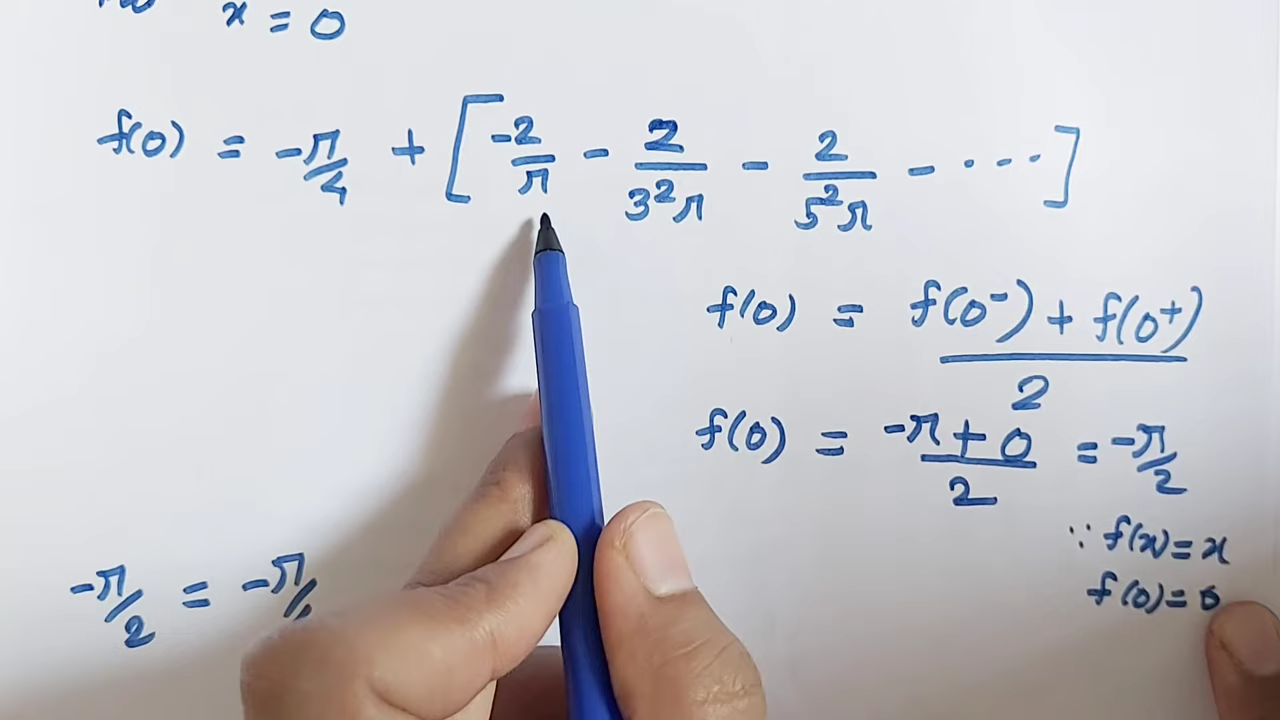 x = 0
f(0) = -π/4 + [ -2/π - 2/3²π - 2/5²π - ···· ]
f(0) = f(0⁻) + f(0⁺) / 2
f(0) = -π + 0 / 2 = -π/2
∵ f(x) = x
f(0) = 0
-π/2 = -π/